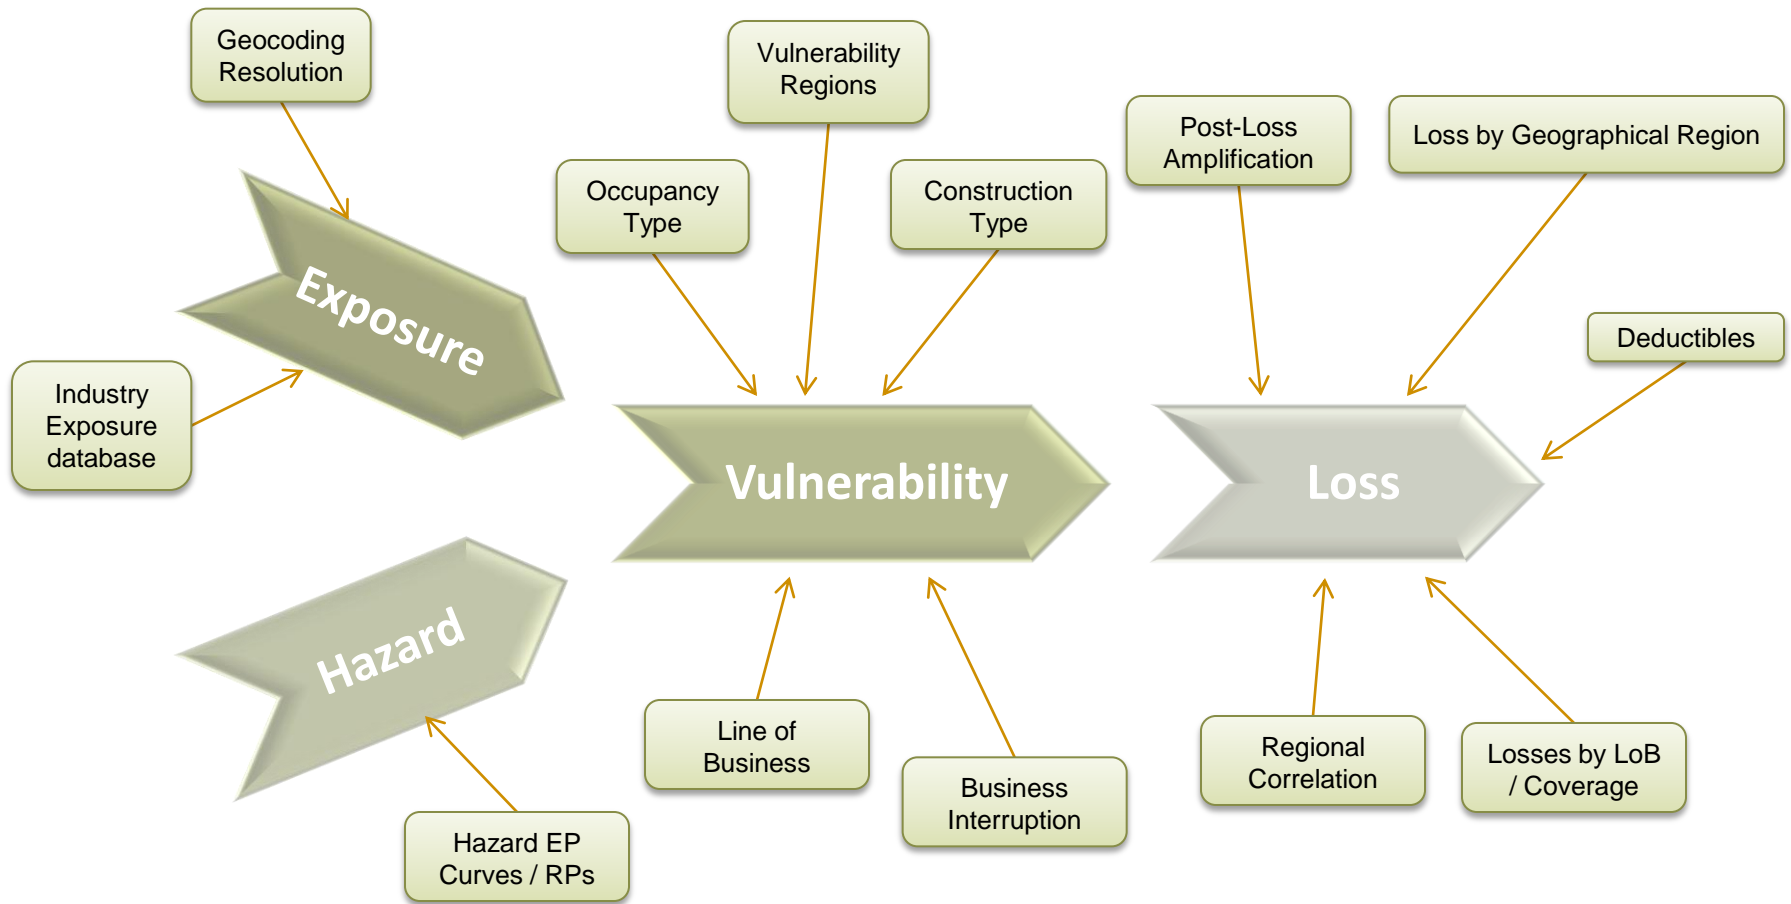 Geocoding
Resolution
Vulnerability
Regions
Post-Loss
Amplification
Loss by Geographical Region
Occupancy
Type
Construction
Type
Exposure
Deductibles
Industry
Exposure
database
Vulnerability
Loss
Hazard
Line of
Business
Business
Interruption
Regional
Correlation
Losses by LoB
/ Coverage
Hazard EP
Curves / RPs